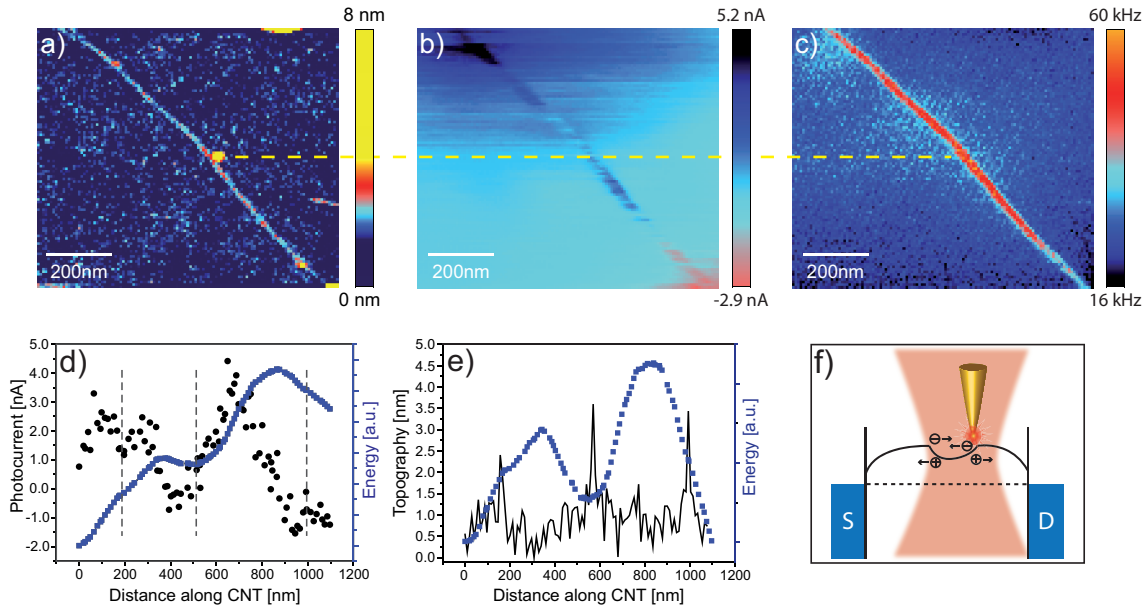 a)
8 nm
200nm
0 nm
b)
5.2 nA
200nm
-2.9 nA
c)
60 kHz
200nm
16 kHz
d)
Photocurrent [nA]
5.0
4.0
3.0
2.0
1.0
0.0
-1.0
-2.0
0 200 400 600 800 1000 1200
Distance along CNT [nm]
Energy [a.u.]
e)
Topography [nm]
5.0
4.5
4.0
3.5
3.0
2.5
2.0
1.5
1.0
0.5
0.0
0 200 400 600 800 1000 1200
Distance along CNT [nm]
Energy [a.u.]
f)
S
D